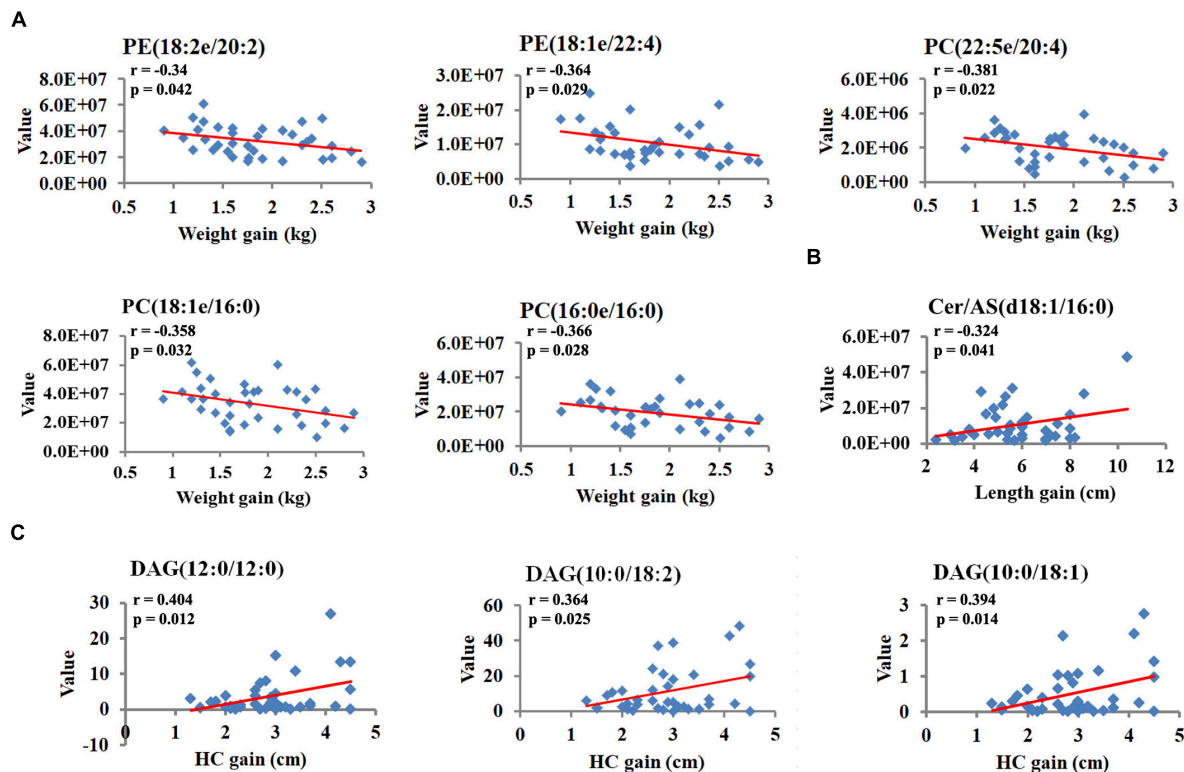 A
PE(18:2e/20:2)
r = -0.34
p = 0.042
8.0E+07
6.0E+07
4.0E+07
2.0E+07
0.0E+00
Value
0.5 1 1.5 2 2.5 3
Weight gain (kg)
PE(18:1e/22:4)
r = -0.364
p = 0.029
3.0E+07
2.0E+07
1.0E+07
0.0E+00
Value
0.5 1 1.5 2 2.5 3
Weight gain (kg)
PC(22:5e/20:4)
r = -0.381
p = 0.022
6.0E+06
4.0E+06
2.0E+06
0.0E+00
Value
0.5 1 1.5 2 2.5 3
Weight gain (kg)
PC(18:1e/16:0)
r = -0.358
p = 0.032
8.0E+07
6.0E+07
4.0E+07
2.0E+07
0.0E+00
Value
0.5 1 1.5 2 2.5 3
Weight gain (kg)
PC(16:0e/16:0)
r = -0.366
p = 0.028
6.0E+07
4.0E+07
2.0E+07
0.0E+00
Value
0.5 1 1.5 2 2.5 3
Weight gain (kg)
B
Cer/AS(d18:1/16:0)
r = -0.324
p = 0.041
6.0E+07
4.0E+07
2.0E+07
0.0E+00
Value
2 4 6 8 10 12
Length gain (cm)
C
DAG(12:0/12:0)
r = 0.404
p = 0.012
30
20
10
0
-10
Value
0 1 2 3 4 5
HC gain (cm)
DAG(10:0/18:2)
r = 0.364
p = 0.025
60
40
20
0
Value
0 1 2 3 4 5
HC gain (cm)
DAG(10:0/18:1)
r = 0.394
p = 0.014
3
2
1
0
Value
0 1 2 3 4 5
HC gain (cm)